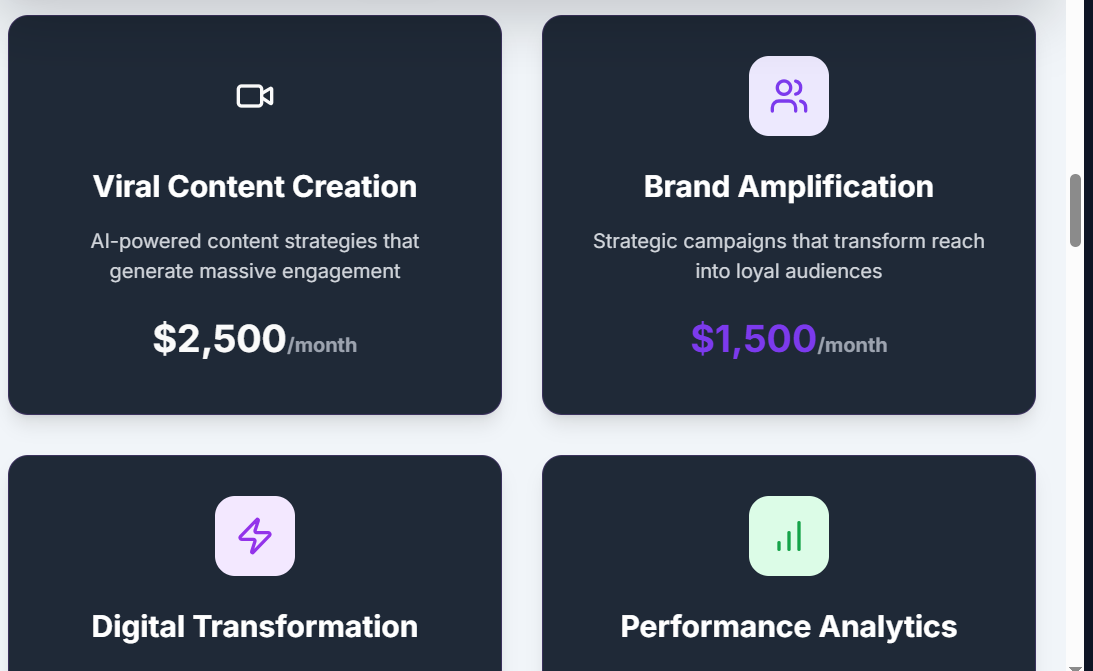 Viral Content Creation
AI-powered content strategies that
generate massive engagement
$2,500/month
Brand Amplification
Strategic campaigns that transform reach
into loyal audiences
$1,500/month
Digital Transformation
Performance Analytics